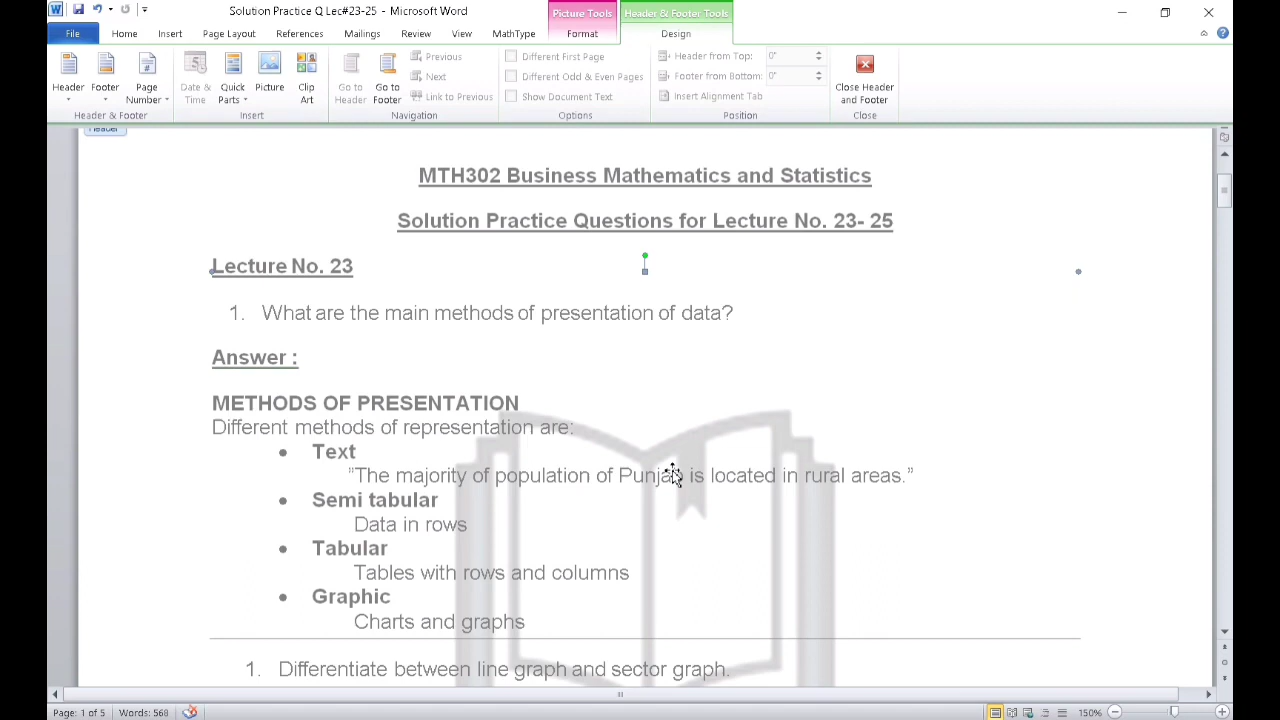 Solution Practice Q Lec#23-25 - Microsoft Word
Picture Tools
Header & Footer Tools
File Home Insert Page Layout References Mailings Review View MathType Format Design
Header
Footer
Page Number
Header & Footer
Date & Time
Quick Parts
Picture
Clip Art
Insert
Go to Header
Go to Footer
Previous
Next
Link to Previous
Navigation
Different First Page
Different Odd & Even Pages
Show Document Text
Options
Header from Top: 0"
Footer from Bottom: 0"
Insert Alignment Tab
Position
Close Header and Footer
Close
Header
MTH302 Business Mathematics and Statistics
Solution Practice Questions for Lecture No. 23- 25
Lecture No. 23
1. What are the main methods of presentation of data?
Answer :
METHODS OF PRESENTATION
Different methods of representation are:
• Text
"The majority of population of Punjab is located in rural areas."
• Semi tabular
Data in rows
• Tabular
Tables with rows and columns
• Graphic
Charts and graphs
1. Differentiate between line graph and sector graph.
Page: 1 of 5 Words: 568 150%